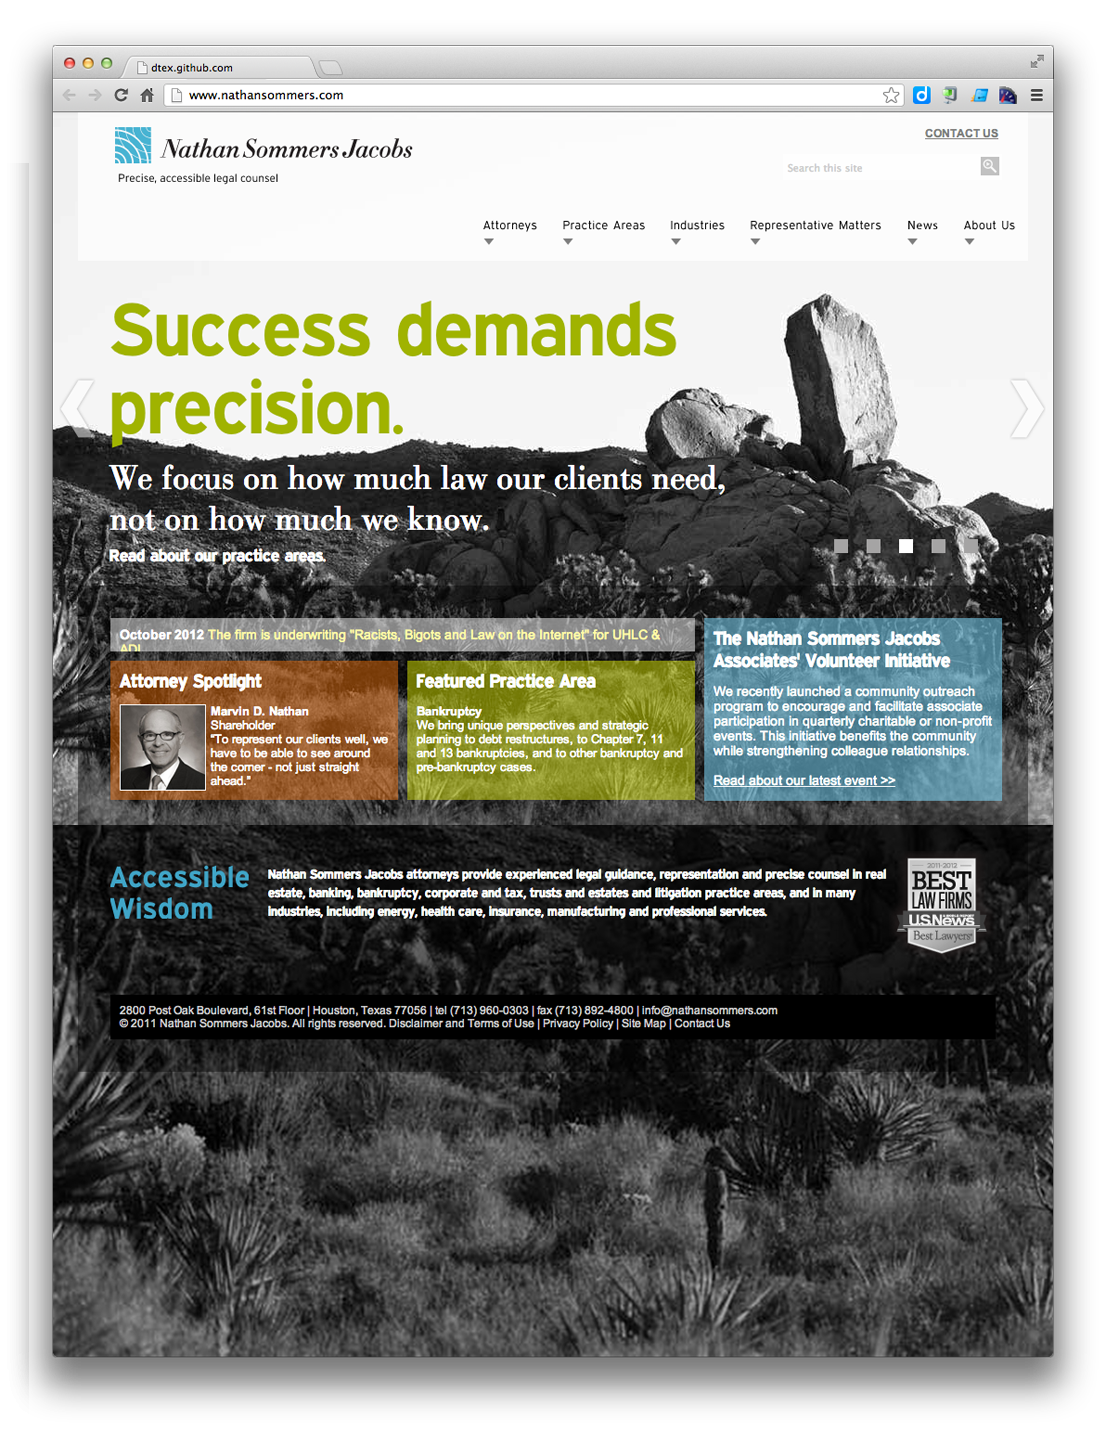 dtex.github.com
www.nathansommers.com
CONTACT US
Nathan Sommers Jacobs
Precise, accessible legal counsel
Search this site
Attorneys Practice Areas Industries Representative Matters News About Us
Success demands
precision.
We focus on how much law our clients need,
not on how much we know.
Read about our practice areas.
October 2012 The firm is underwriting "Racists, Bigots and Law on the Internet" for UHLC &
ADL
Attorney Spotlight
Marvin D. Nathan
Shareholder
"To represent our clients well, we
have to be able to see around
the corner - not just straight
ahead."
Featured Practice Area
Bankruptcy
We bring unique perspectives and strategic
planning to debt restructures, to Chapter 7, 11
and 13 bankruptcies, and to other bankruptcy and
pre-bankruptcy cases.
The Nathan Sommers Jacobs
Associates' Volunteer Initiative
We recently launched a community outreach
program to encourage and facilitate associate
participation in quarterly charitable or non-profit
events. This initiative benefits the community
while strengthening colleague relationships.
Read about our latest event >>
Accessible
Wisdom
Nathan Sommers Jacobs attorneys provide experienced legal guidance, representation and precise counsel in real
estate, banking, bankruptcy, corporate and tax, trusts and estates and litigation practice areas, and in many
industries, including energy, health care, insurance, manufacturing and professional services.
2011-2012
BEST
LAW FIRMS
U.S.News
Best Lawyers
2800 Post Oak Boulevard, 61st Floor | Houston, Texas 77056 | tel (713) 960-0303 | fax (713) 892-4800 | info@nathansommers.com
© 2011 Nathan Sommers Jacobs. All rights reserved. Disclaimer and Terms of Use | Privacy Policy | Site Map | Contact Us